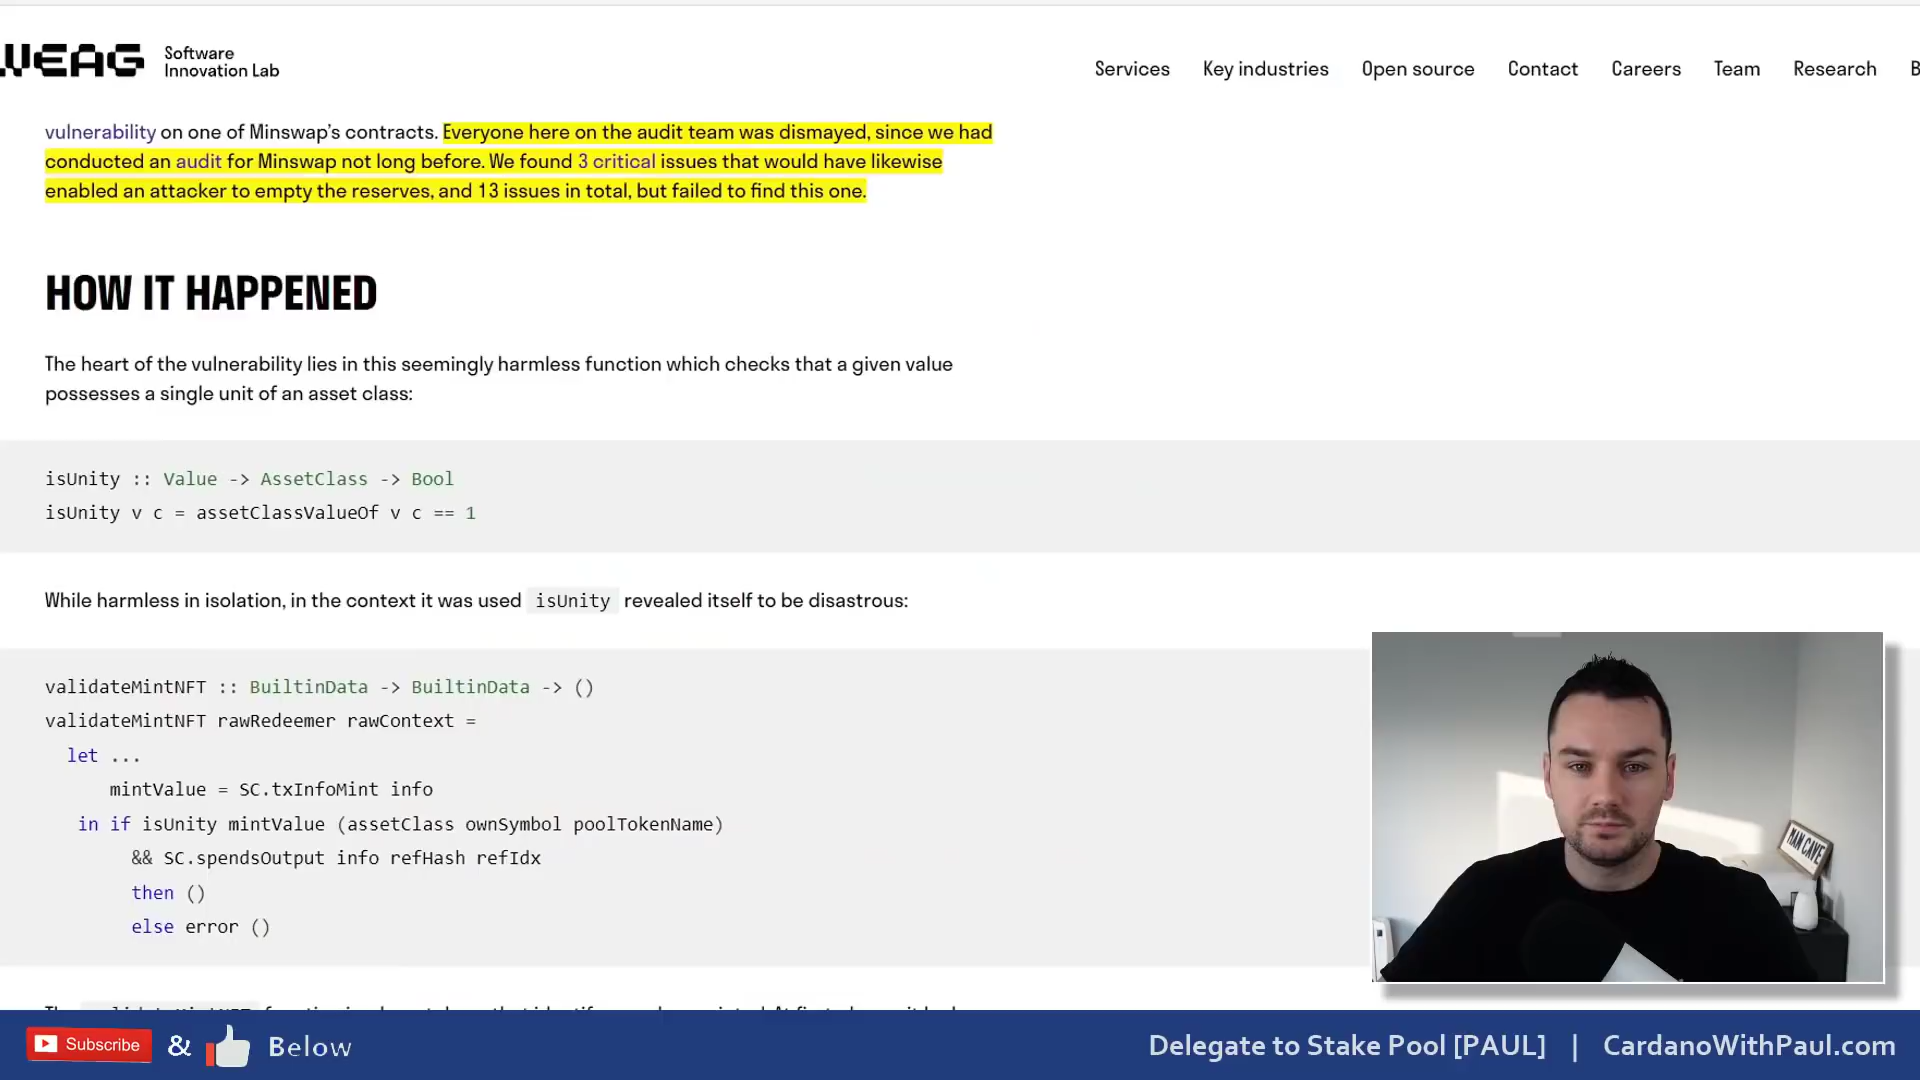 WEAG
Software
Innovation Lab
Services Key industries Open source Contact Careers Team Research B
vulnerability on one of Minswap's contracts. Everyone here on the audit team was dismayed, since we had
conducted an audit for Minswap not long before. We found 3 critical issues that would have likewise
enabled an attacker to empty the reserves, and 13 issues in total, but failed to find this one.
HOW IT HAPPENED
The heart of the vulnerability lies in this seemingly harmless function which checks that a given value
possesses a single unit of an asset class:
isUnity :: Value -> AssetClass -> Bool
isUnity v c = assetClassValueOf v c == 1
While harmless in isolation, in the context it was used isUnity revealed itself to be disastrous:
validateMintNFT :: BuiltinData -> BuiltinData -> ()
validateMintNFT rawRedeemer rawContext =
let ...
mintValue = SC.txInfoMint info
in if isUnity mintValue (assetClass ownSymbol poolTokenName)
&& SC.spendsOutput info refHash refIdx
then ()
else error ()
MAN CAVE
Subscribe & Below
Delegate to Stake Pool [PAUL] | CardanoWithPaul.com